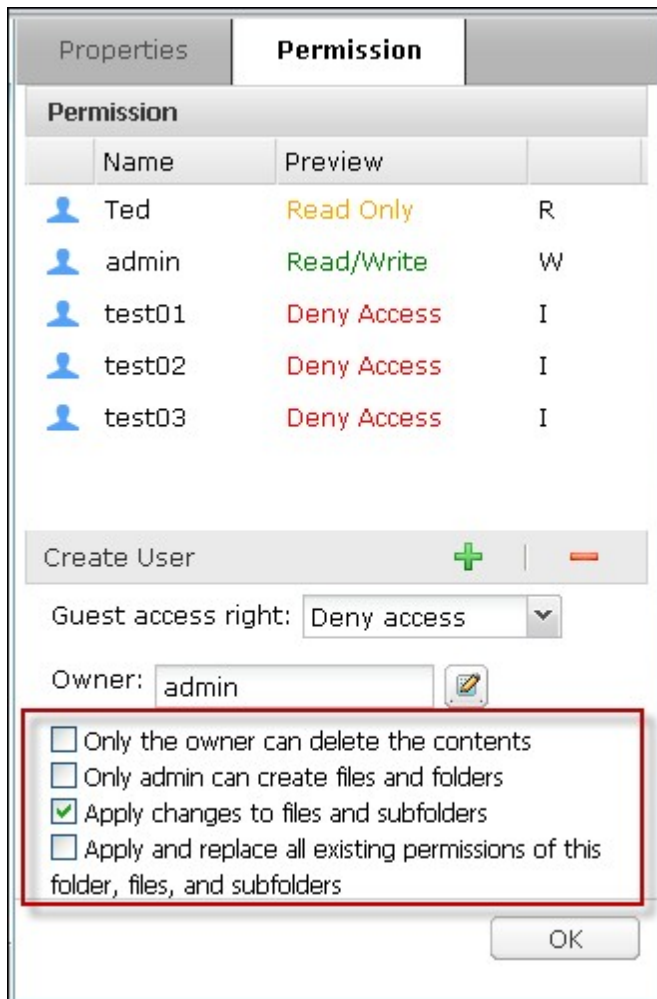 Properties Permission
Permission
Name Preview
Ted Read Only R
admin Read/Write W
test01 Deny Access I
test02 Deny Access I
test03 Deny Access I
Create User
Guest access right: Deny access
Owner: admin
Only the owner can delete the contents
Only admin can create files and folders
Apply changes to files and subfolders
Apply and replace all existing permissions of this
folder, files, and subfolders
OK